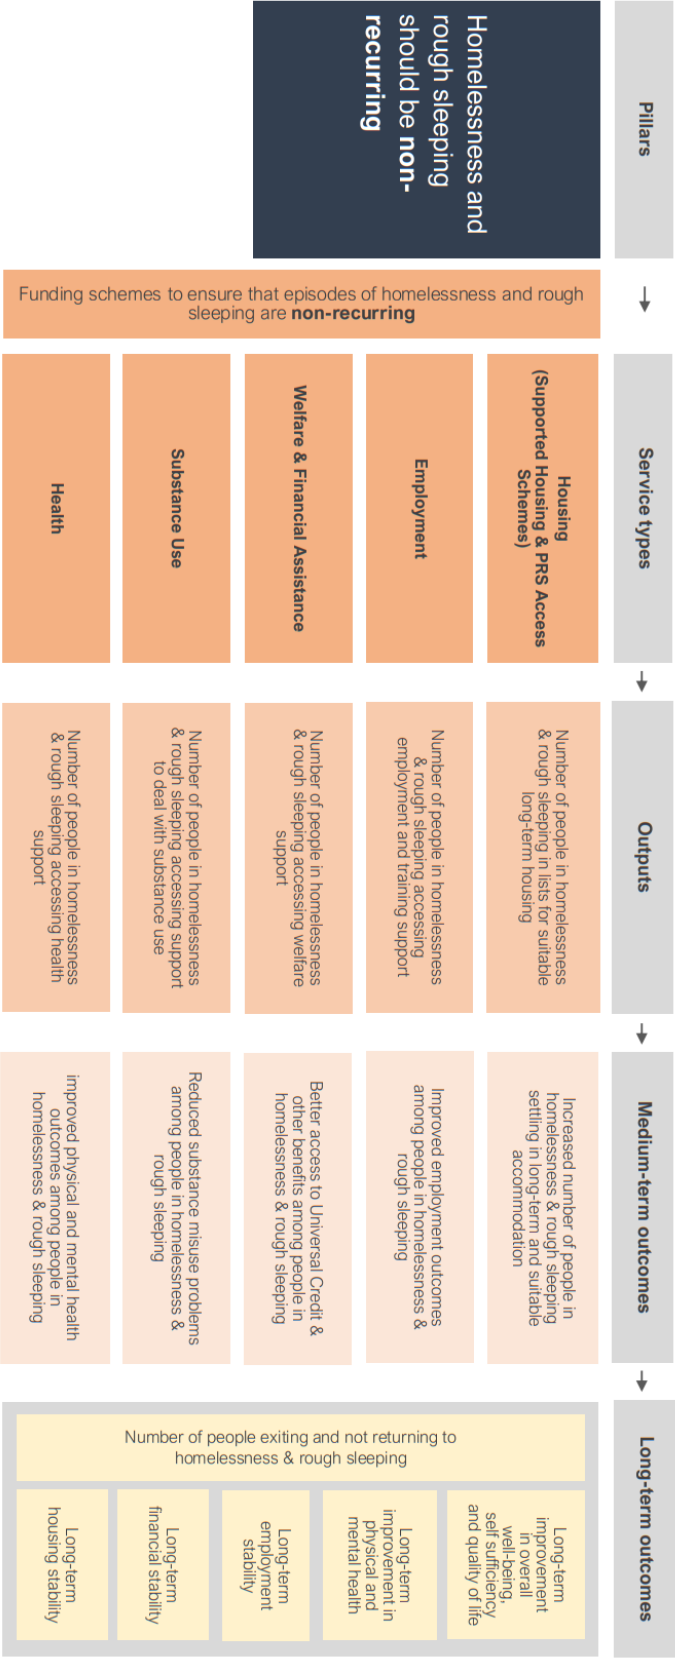 Pillars
Homelessness and
rough sleeping
should be non-
recurring
Funding schemes to ensure that episodes of homelessness and rough
sleeping are non-recurring
Service types
Housing
(Supported Housing & PRS Access
Schemes)
Employment
Welfare & Financial Assistance
Substance Use
Health
Outputs
Number of people in homelessness
& rough sleeping in lists for suitable
long-term housing
Number of people in homelessness
& rough sleeping accessing
employment and training support
Number of people in homelessness
& rough sleeping accessing welfare
support
Number of people in homelessness
& rough sleeping accessing support
to deal with substance use
Number of people in homelessness
& rough sleeping accessing health
support
Medium-term outcomes
Increased number of people in
homelessness & rough sleeping
settling in long-term and suitable
accommodation
Improved employment outcomes
among people in homelessness &
rough sleeping
Better access to Universal Credit &
other benefits among people in
homelessness & rough sleeping
Reduced substance misuse problems
among people in homelessness &
rough sleeping
improved physical and mental health
outcomes among people in
homelessness & rough sleeping
Long-term outcomes
Number of people exiting and not returning to
homelessness & rough sleeping
Long-term
improvement
in overall
well-being,
self sufficiency
and quality of life
Long-term
improvement in
physical and
mental health
Long-term
employment
stability
Long-term
financial stability
Long-term
housing stability